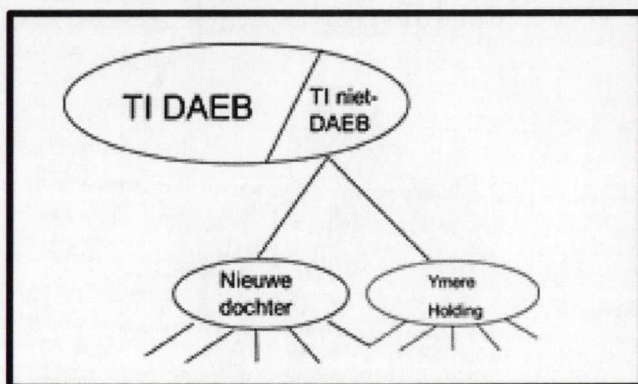 TI DAEB
TI niet-
DAEB
Nieuwe
dochter
Ymere
Holding